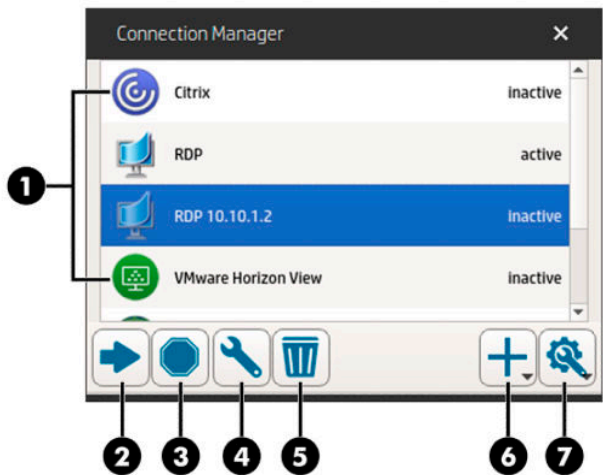 Connection Manager ×
Citrix inactive
RDP active
1
RDP 10.10.1.2 inactive
VMware Horizon View inactive
2 3 4 5 6 7